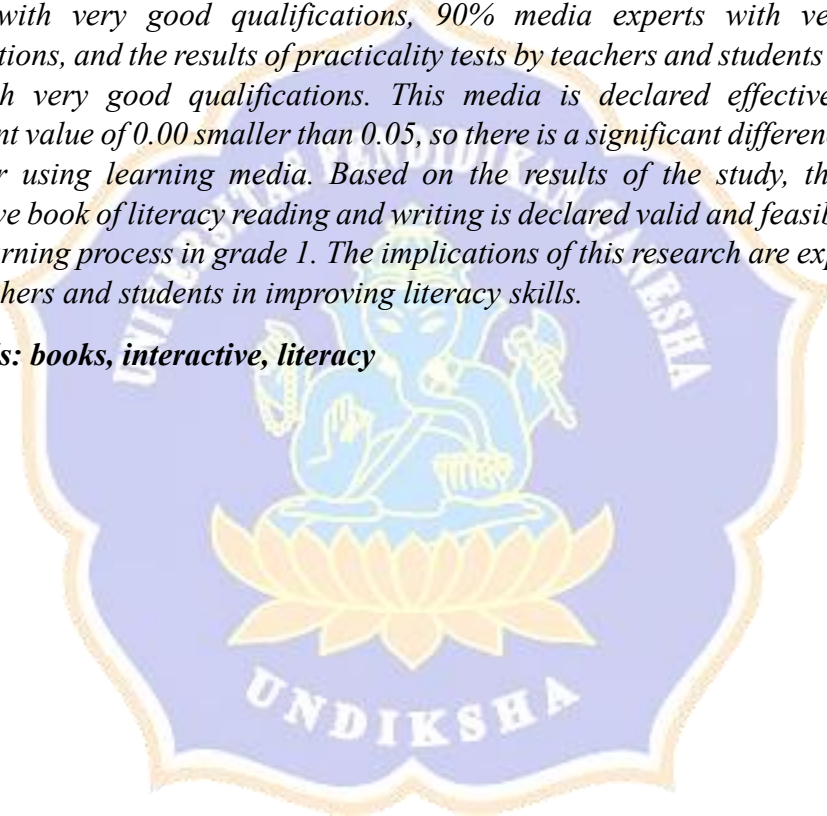 with very good qualifications, 90% media experts with ve
tions, and the results of practicality tests by teachers and students
h very good qualifications. This media is declared effective
nt value of 0.00 smaller than 0.05, so there is a significant differen
r using learning media. Based on the results of the study, th
ve book of literacy reading and writing is declared valid and feasib
rning process in grade 1. The implications of this research are exp
hers and students in improving literacy skills.
s: books, interactive, literacy
UNIVERSITAS PENDIDIKAN GANESHA
UNDIKSHA